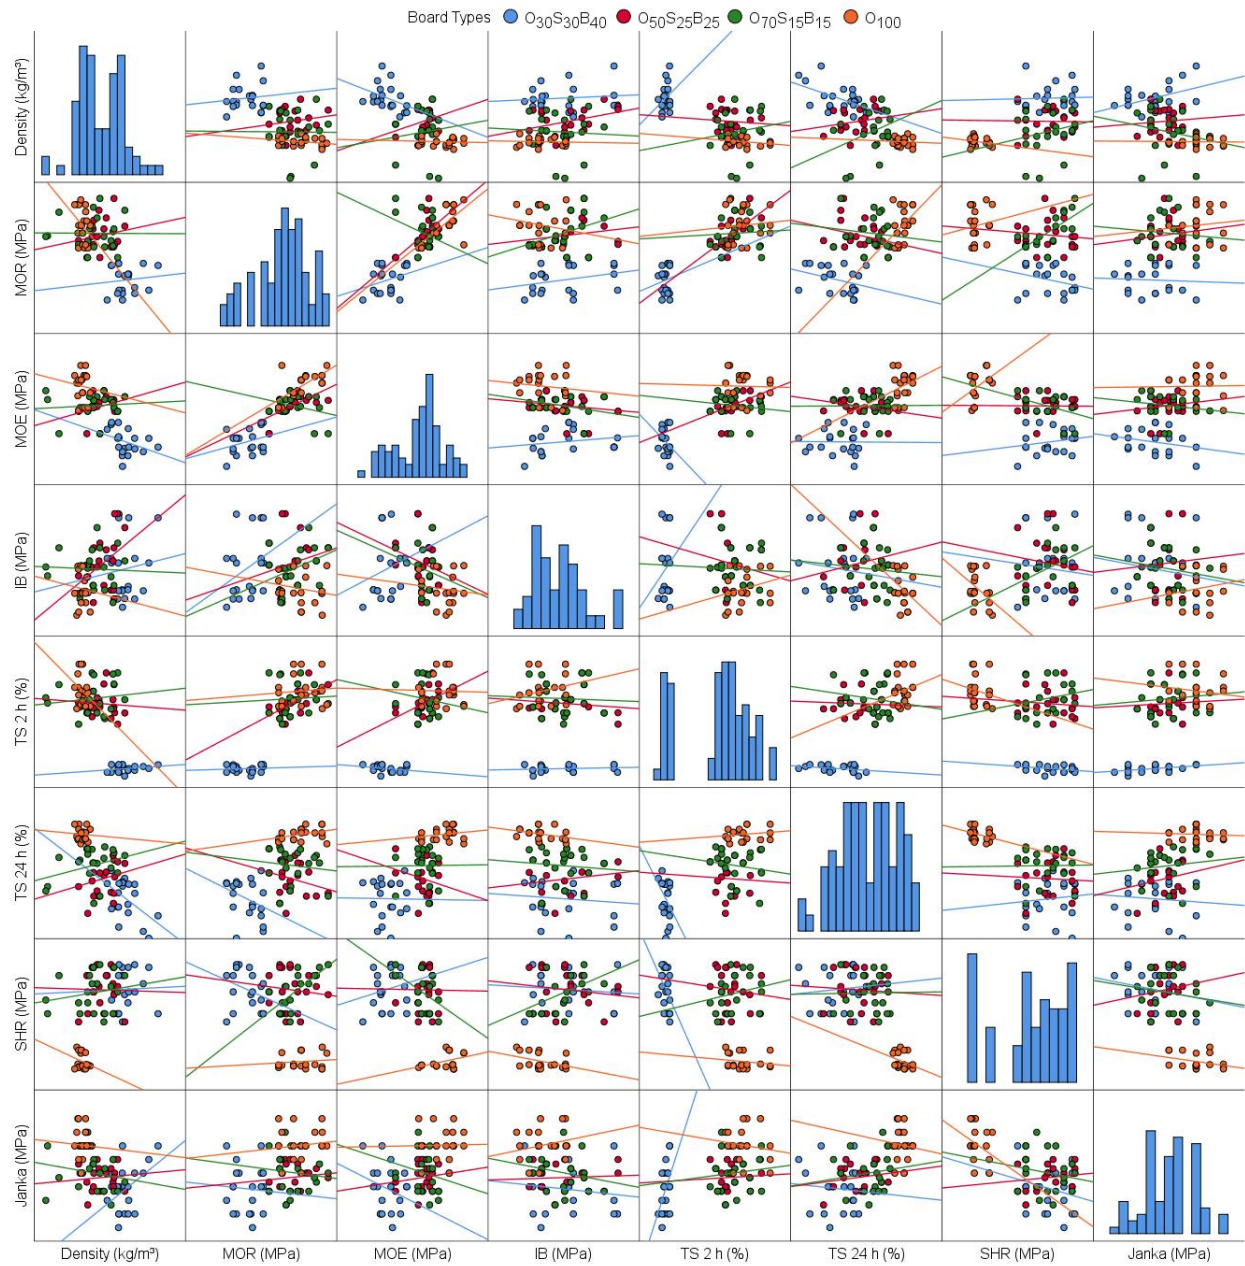 Board Types O30S30B40 O50S25B25 O70S15B15 O100
Density (kg/m³)
MOR (MPa)
MOE (MPa)
IB (MPa)
TS 2 h (%)
TS 24 h (%)
SHR (MPa)
Janka (MPa)
Density (kg/m³) MOR (MPa) MOE (MPa) IB (MPa) TS 2 h (%) TS 24 h (%) SHR (MPa) Janka (MPa)